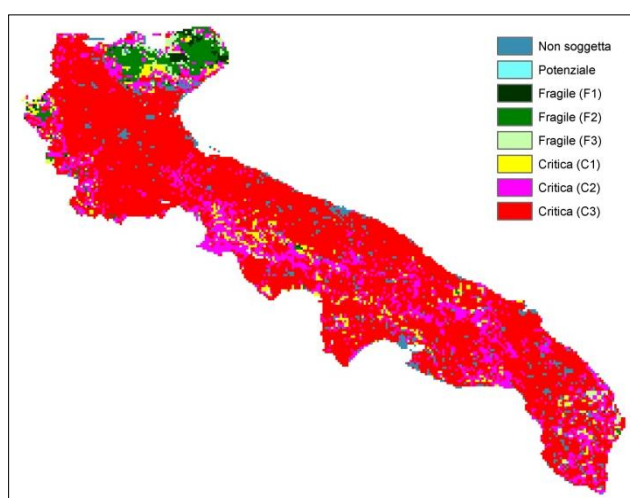 Non soggetta
Potenziale
Fragile (F1)
Fragile (F2)
Fragile (F3)
Critica (C1)
Critica (C2)
Critica (C3)